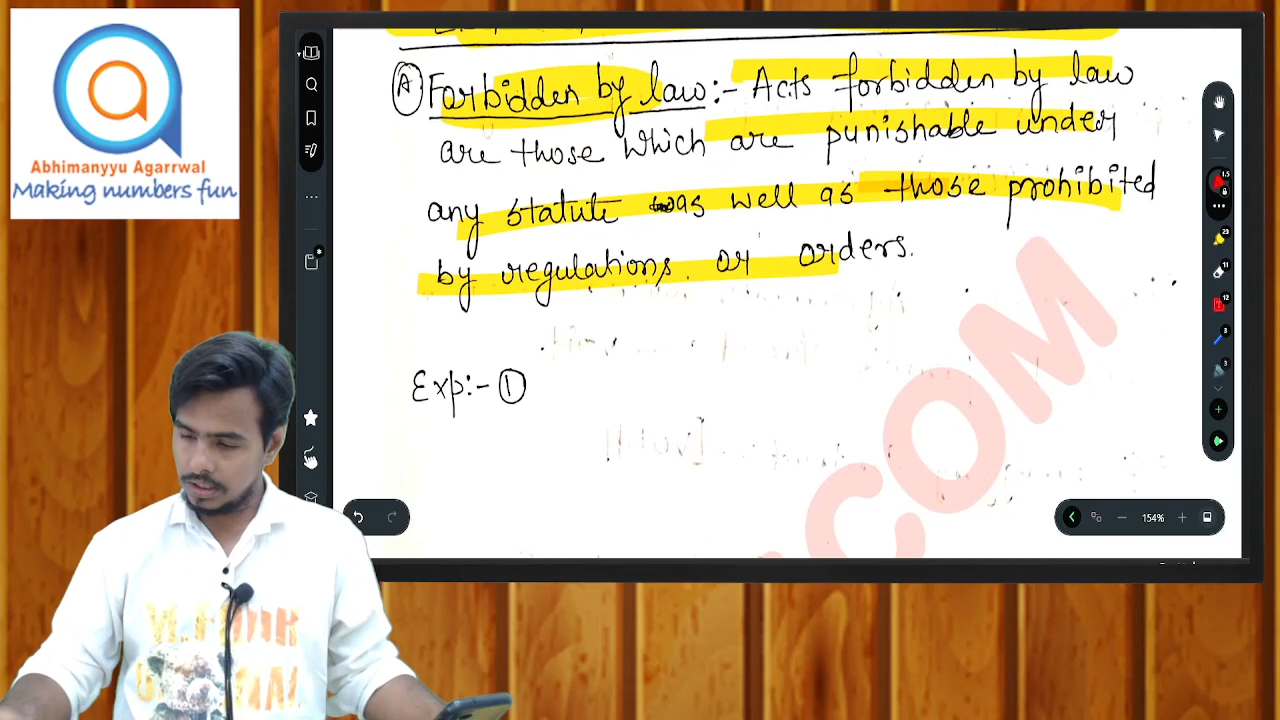 Abhimanyyu Agarrwal
Making numbers fun
(A) Forbidden by law :- Acts forbidden by law
are those which are punishable under
any statute as well as those prohibited
by regulations or orders.
Exp:- ①
.COM
154%